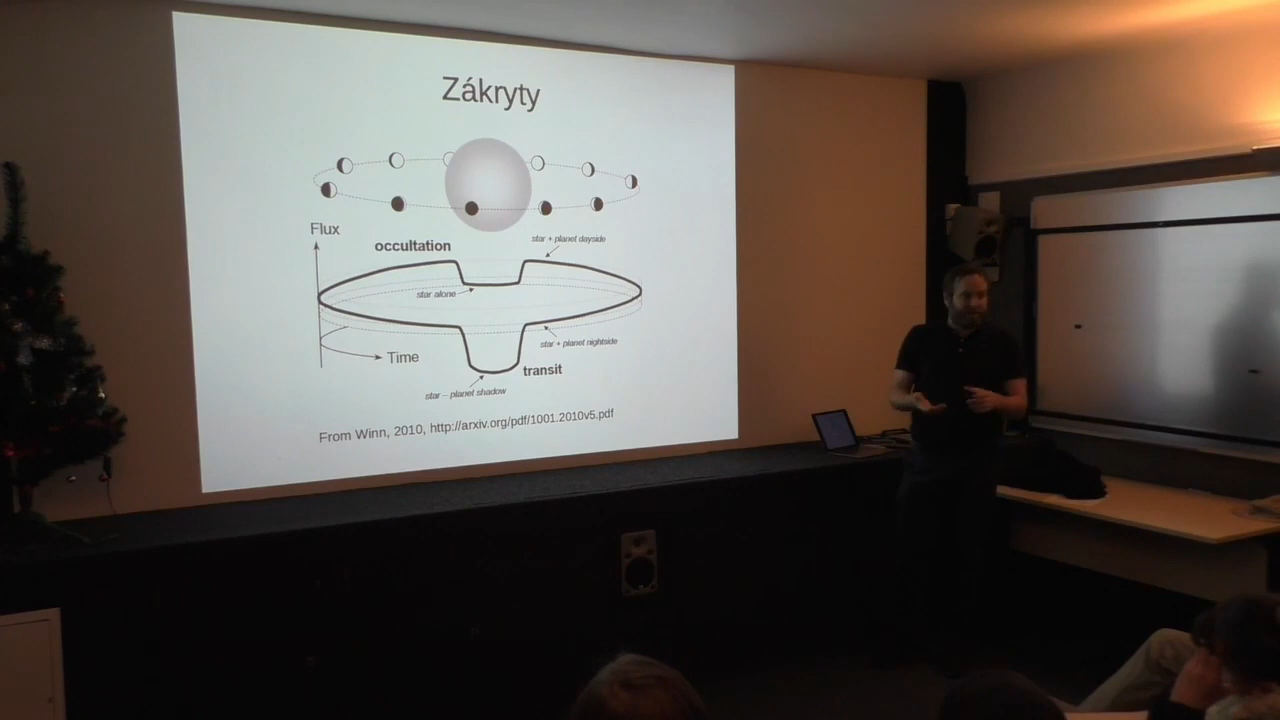 Zákryty
Flux
occultation
star + planet dayside
star alone
star + planet nightside
Time
transit
star – planet shadow
From Winn, 2010, http://arxiv.org/pdf/1001.2010v5.pdf